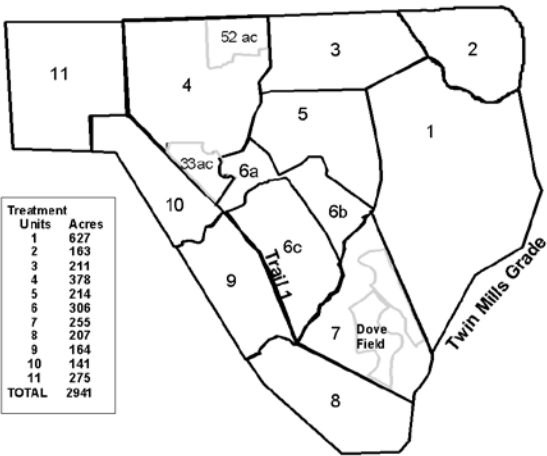 52 ac
11
4
3
2
5
1
33ac
6a
10
6b
6c
9
Trail 1
7
Dove
Field
8
Twin Mills Grade
Treatment
Units Acres
1 627
2 163
3 211
4 378
5 214
6 306
7 255
8 207
9 164
10 141
11 275
TOTAL 2941